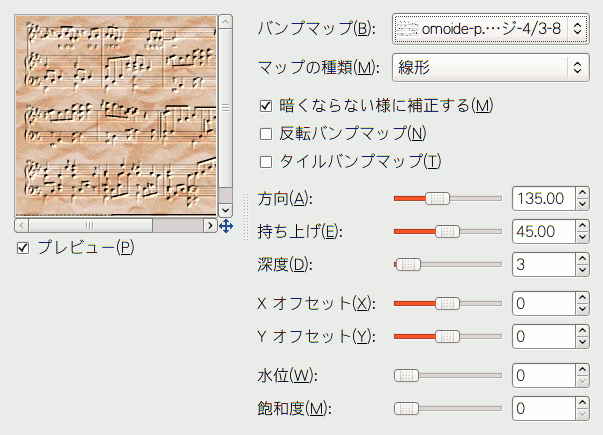 バンプマップ(B): omoide-p.…ジ-4/3-8
マップの種類(M): 線形
暗くならない様に補正する(M)
反転バンプマップ(N)
タイルバンプマップ(T)
方向(A): 135.00
持ち上げ(E): 45.00
深度(D): 3
X オフセット(X): 0
Y オフセット(Y): 0
水位(W): 0
飽和度(M): 0
プレビュー(P)